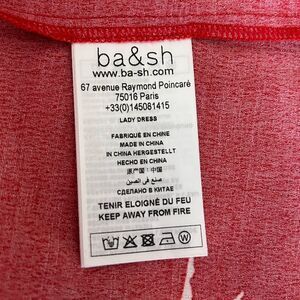 ba&sh
www.ba-sh.com
67 avenue Raymond Poincaré
75016 Paris
+33(0)145081415
LADY DRESS
FABRIQUÉ EN CHINE
MADE IN CHINA
IN CHINA HERGESTELLT
HECHO EN CHINA
原产国：中国
صنع في الصين
СДЕЛАНО В КИТАЕ
TENIR ELOIGNÉ DU FEU
KEEP AWAY FROM FIRE
W